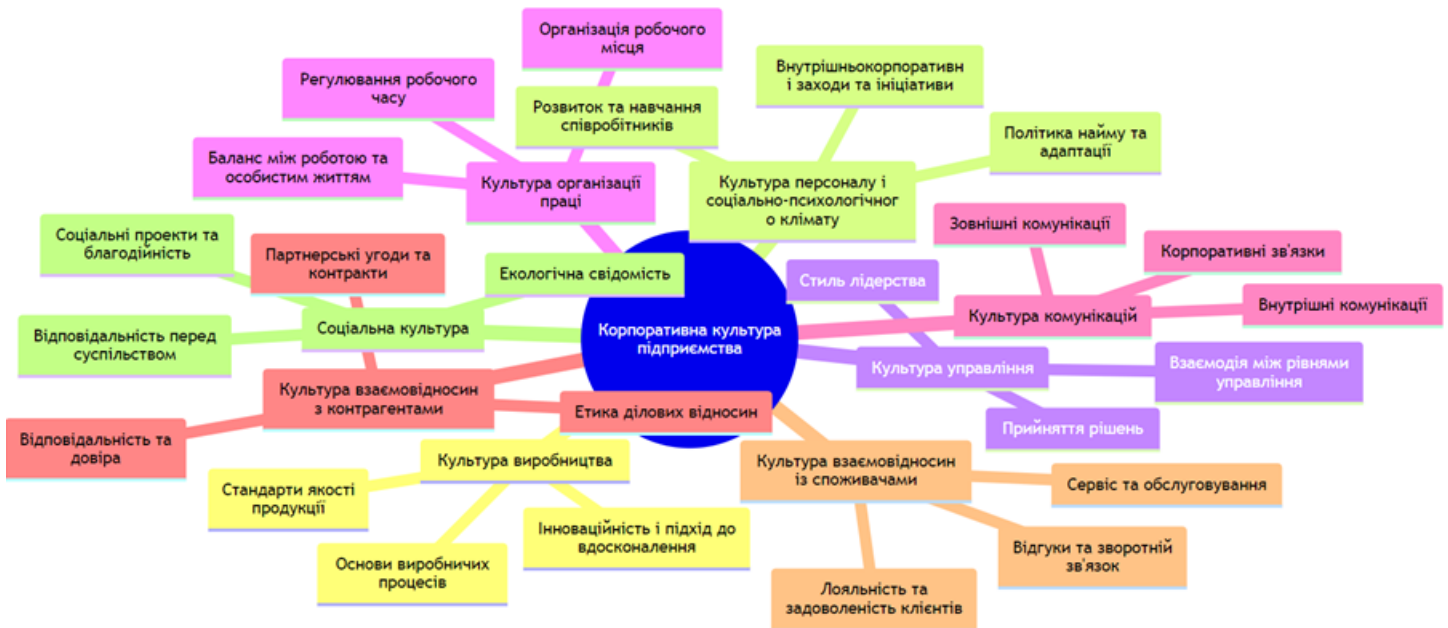 Організація робочого
місця
Регулювання робочого
часу
Баланс між роботою та
особистим життям
Культура організації
праці
Внутрішньокорпоративн
і заходи та ініціативи
Розвиток та навчання
співробітників
Політика найму та
адаптації
Культура персоналу і
соціально-психологічног
о клімату
Соціальні проекти та
благодійність
Екологічна свідомість
Відповідальність перед
суспільством
Соціальна культура
Партнерські угоди та
контракти
Культура взаємовідносин
з контрагентами
Етика ділових відносин
Відповідальність та
довіра
Корпоративна культура
підприємства
Зовнішні комунікації
Корпоративні зв'язки
Внутрішні комунікації
Культура комунікацій
Стиль лідерства
Культура управління
Взаємодія між рівнями
управління
Прийняття рішень
Культура виробництва
Стандарти якості
продукції
Основи виробничих
процесів
Інноваційність і підхід до
вдосконалення
Культура взаємовідносин
із споживачами
Сервіс та обслуговування
Відгуки та зворотній
зв'язок
Лояльність та
задоволеність клієнтів